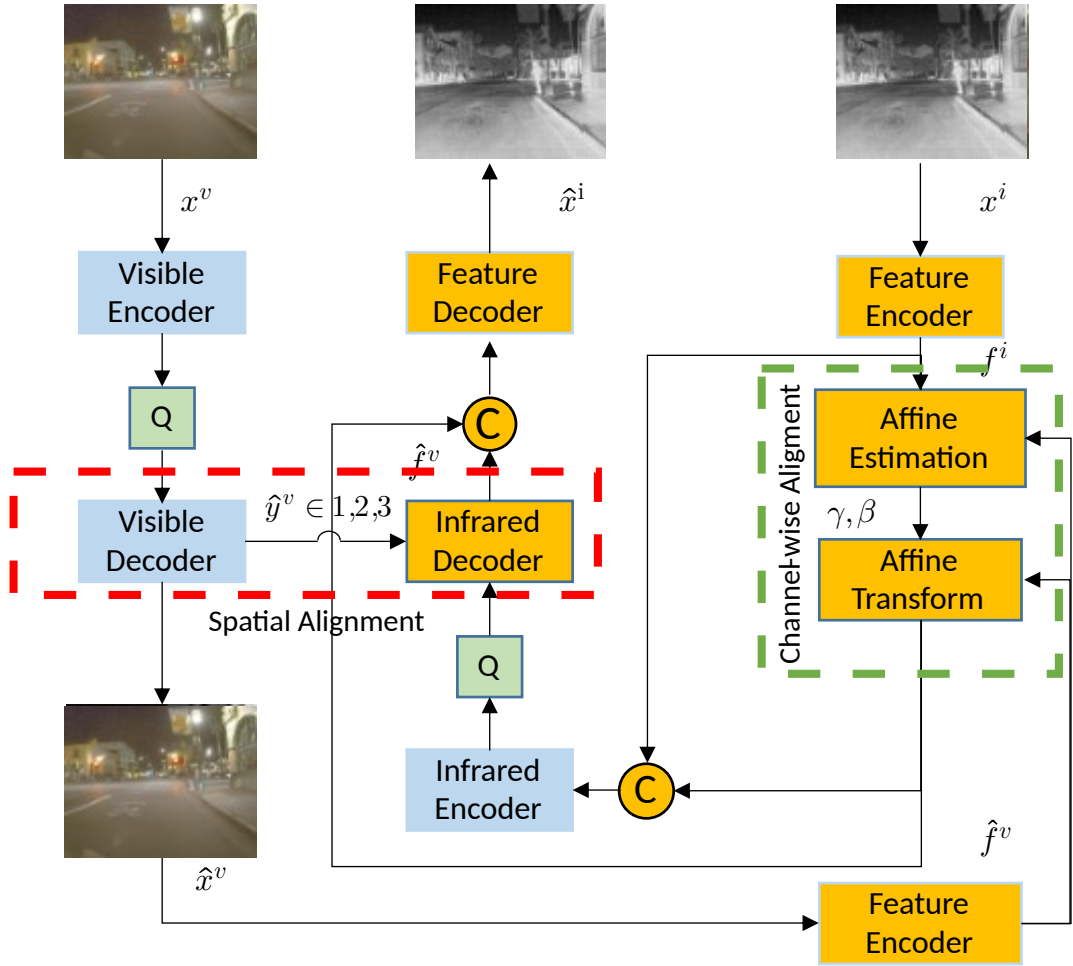 x^v
x̂^i
x^i
Visible
Encoder
Feature
Decoder
Feature
Encoder
f^i
Q
C
Affine
Estimation
f̂^v
ŷ^v ∈ 1,2,3
Visible
Decoder
Infrared
Decoder
γ, β
Affine
Transform
Channel-wise Aligment
Spatial Alignment
Q
Infrared
Encoder
C
x̂^v
f̂^v
Feature
Encoder